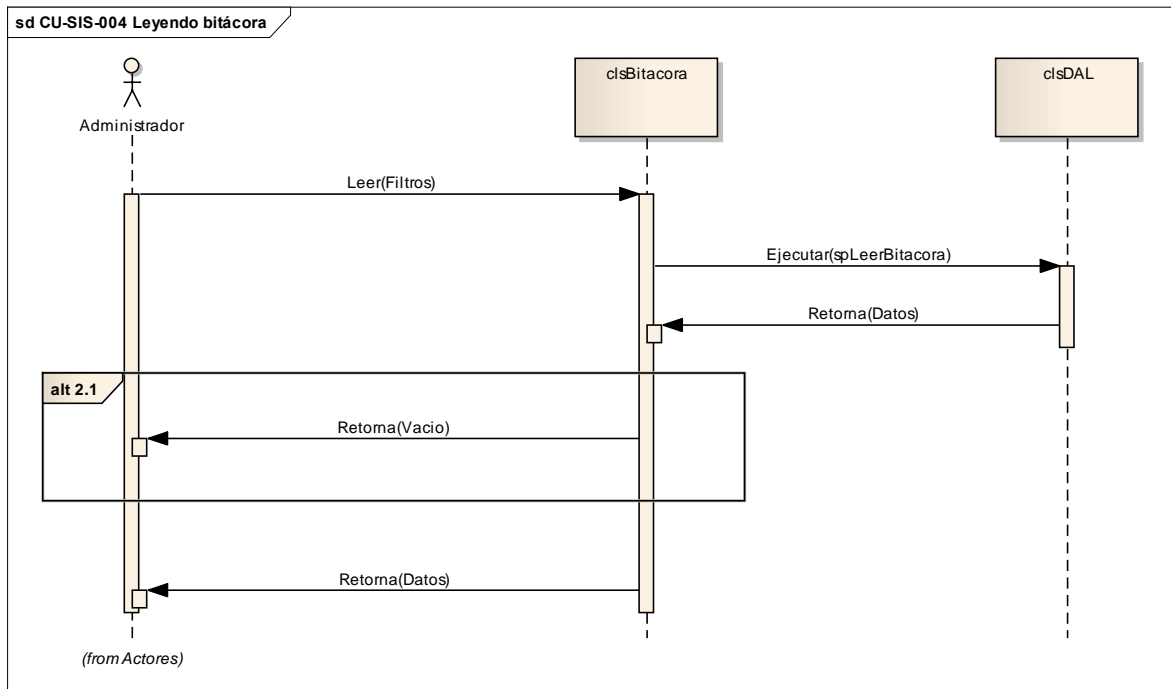 sd CU-SIS-004 Leyendo bitácora
Administrador
clsBitacora
clsDAL
Leer(Filtros)
Ejecutar(spLeerBitacora)
Retorna(Datos)
alt 2.1
Retorna(Vacio)
Retorna(Datos)
(from Actores)